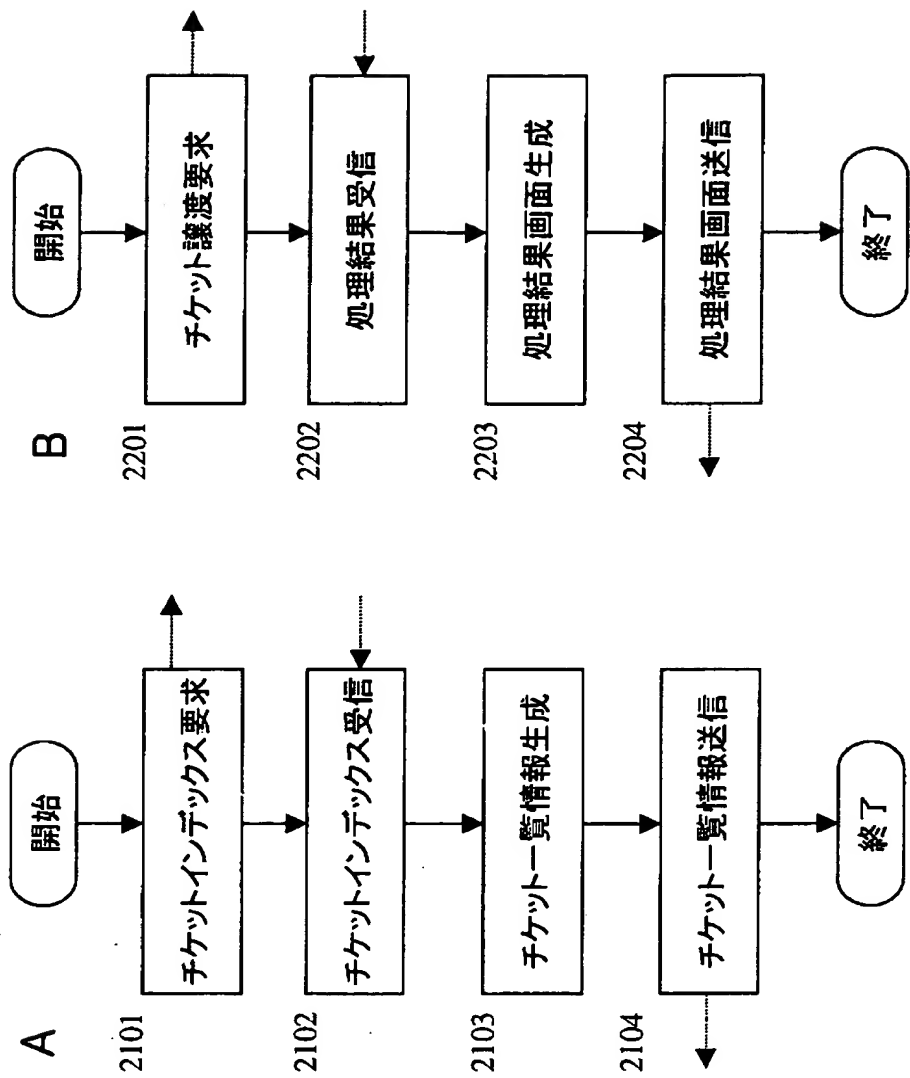 A
開始
2101
チケットインデックス要求
2102
チケットインデックス受信
2103
チケット一覧情報生成
2104
チケット一覧情報送信
終了
B
開始
2201
チケット譲渡要求
2202
処理結果受信
2203
処理結果画面生成
2204
処理結果画面送信
終了